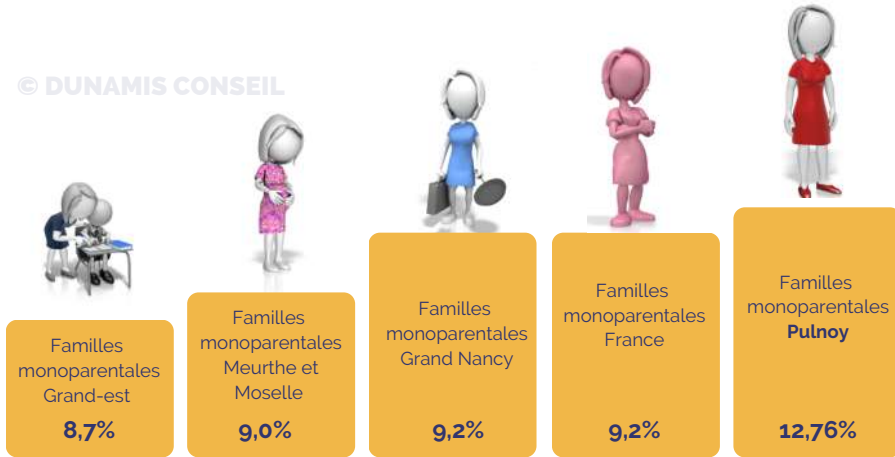 © DUNAMIS CONSEIL
Familles
monoparentales
Grand-est
8,7%
Familles
monoparentales
Meurthe et
Moselle
9,0%
Familles
monoparentales
Grand Nancy
9,2%
Familles
monoparentales
France
9,2%
Familles
monoparentales
Pulnoy
12,76%